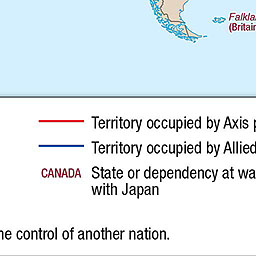 Falkla
(Britain
Territory occupied by Axis p
Territory occupied by Allied
CANADA State or dependency at wa
with Japan
he control of another nation.